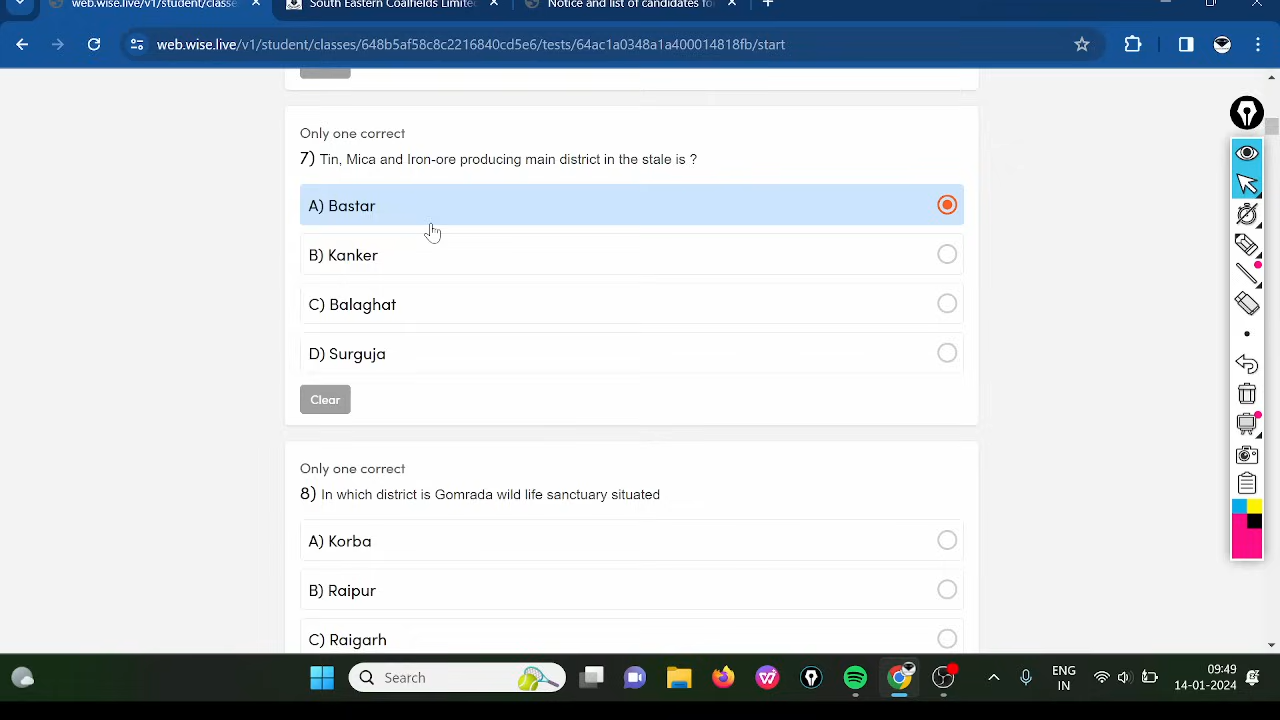 web.wise.live/v1/student/classe
South Eastern Coalfields Limited
Notice and list of candidates fo
web.wise.live/v1/student/classes/648b5af58c8c2216840cd5e6/tests/64ac1a0348a1a400014818fb/start
Only one correct
7) Tin, Mica and Iron-ore producing main district in the stale is ?
A) Bastar
B) Kanker
C) Balaghat
D) Surguja
Clear
Only one correct
8) In which district is Gomrada wild life sanctuary situated
A) Korba
B) Raipur
C) Raigarh
Search
ENG
IN
09:49
14-01-2024